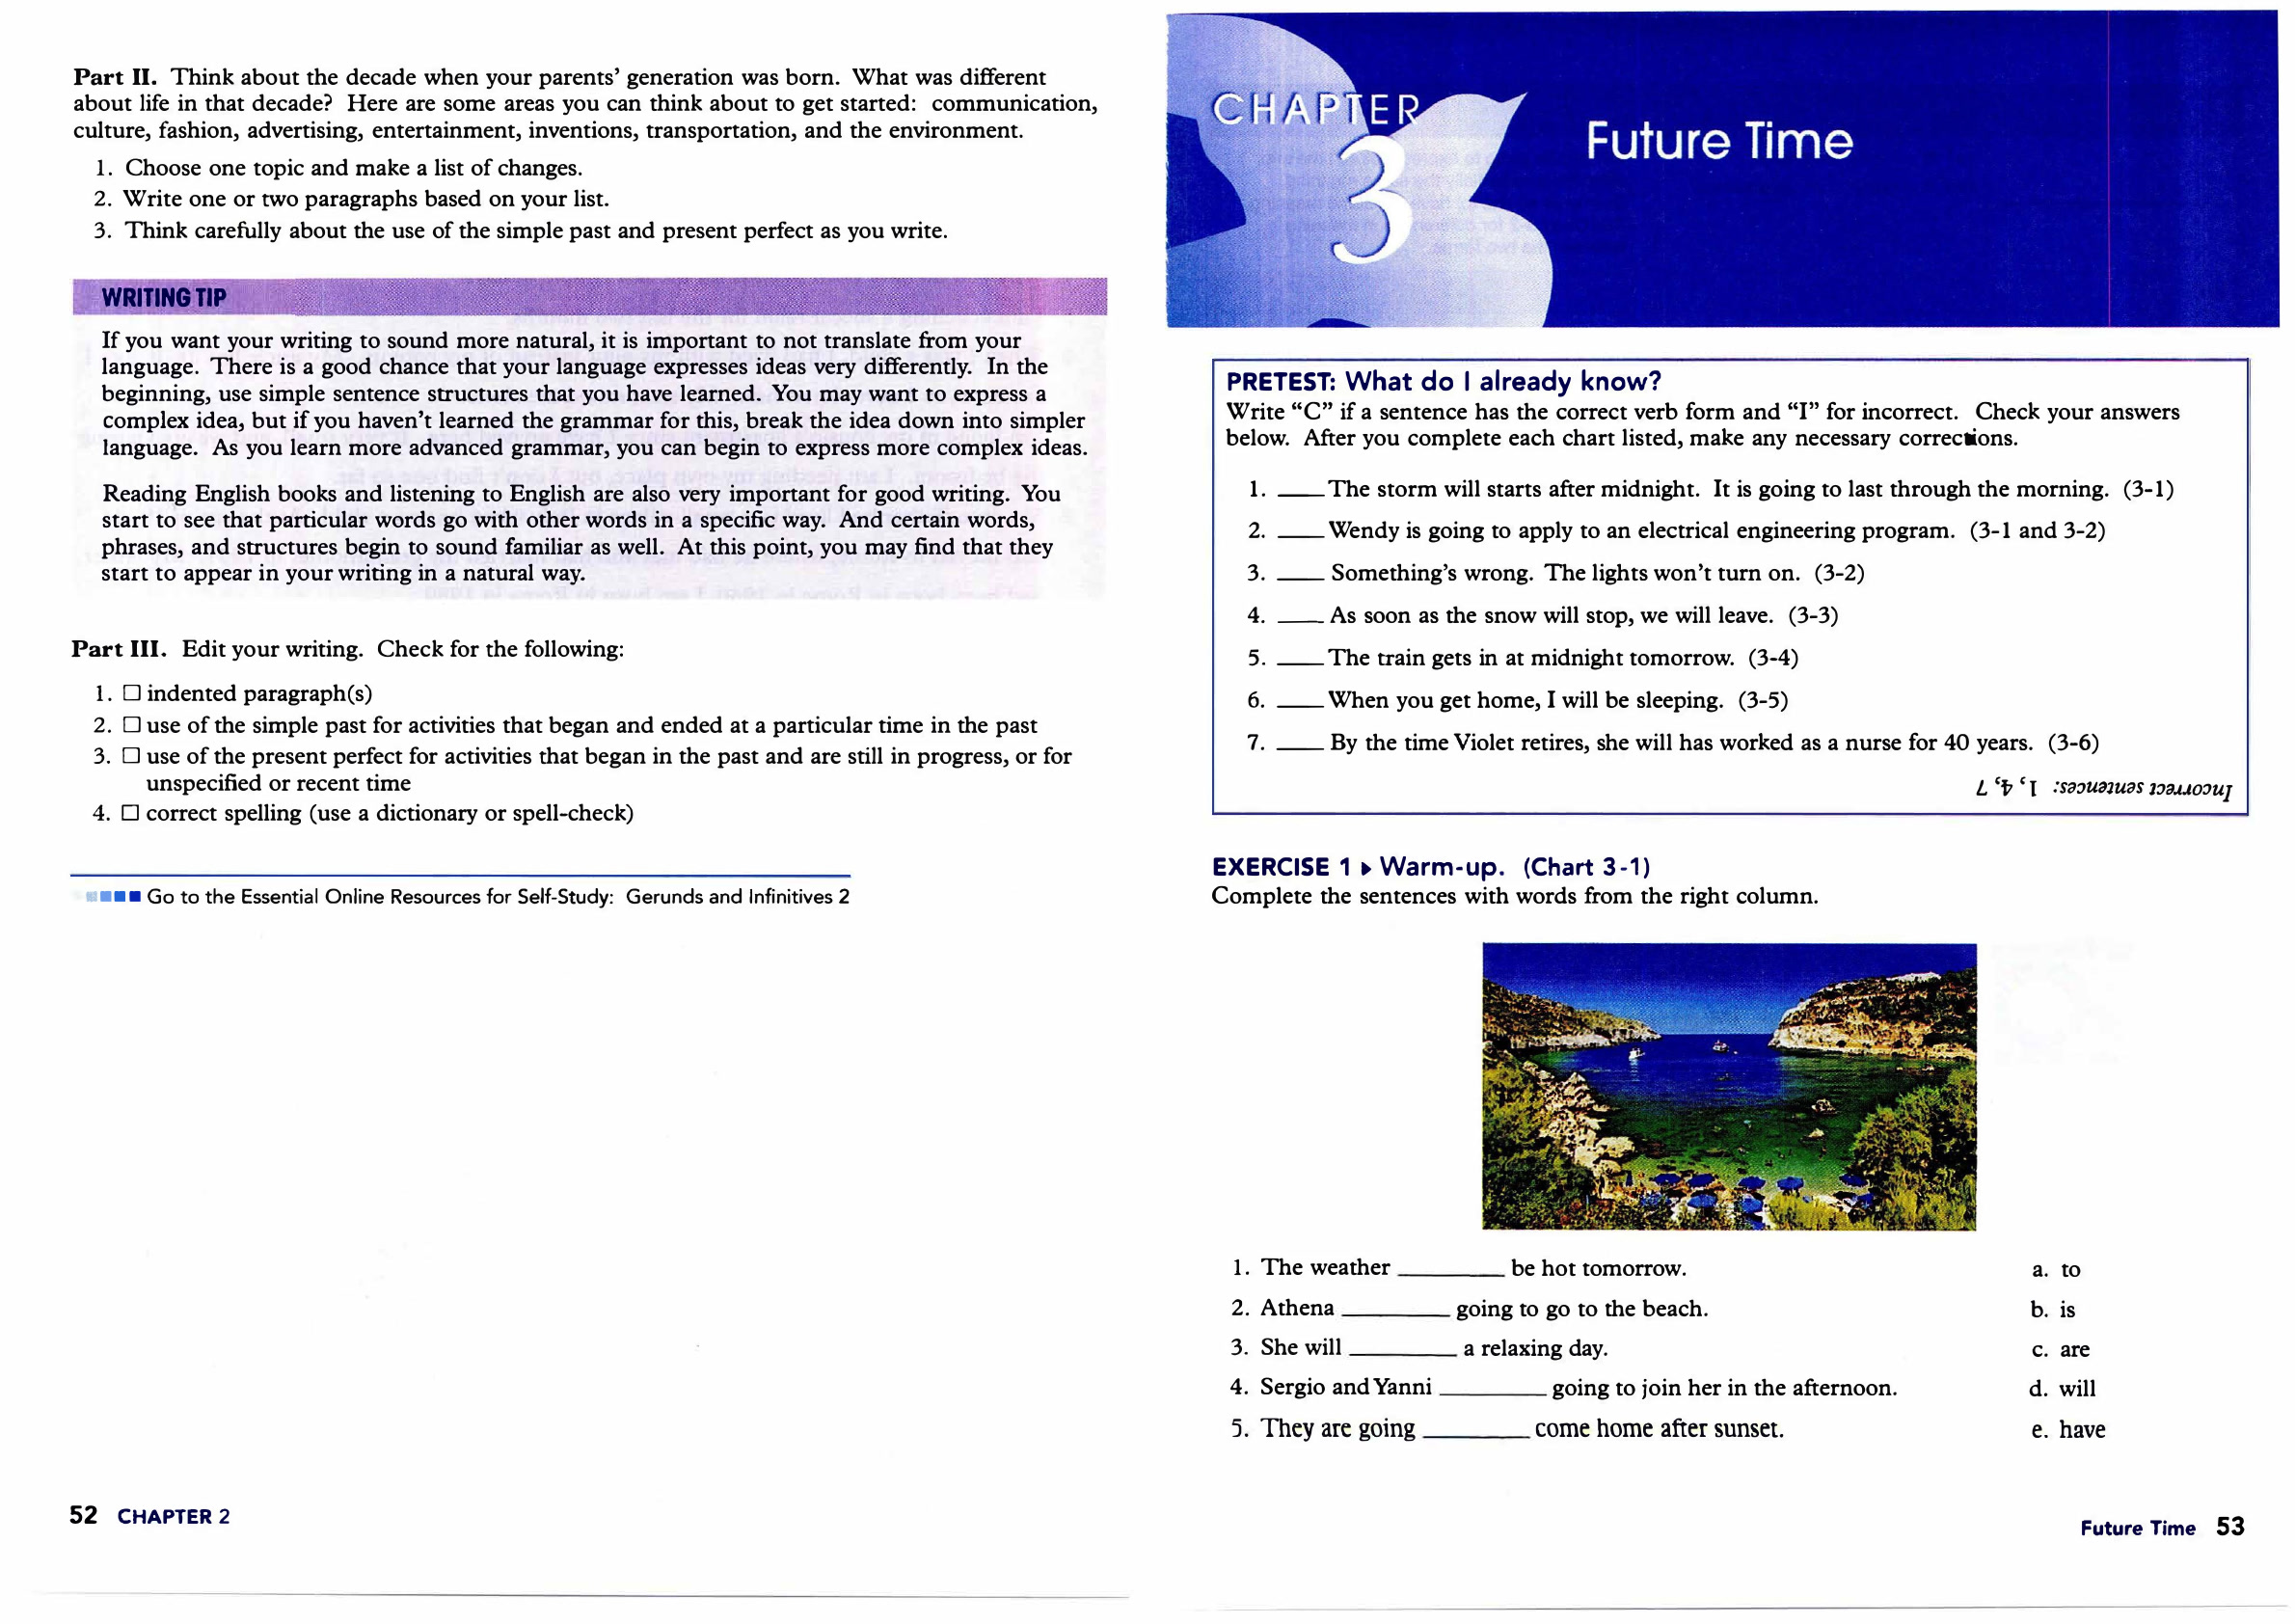 Part II. Think about the decade when your parents’ generation was born. What was different
about life in that decade? Here are some areas you can think about to get started: communication,
culture, fashion, advertising, entertainment, inventions, transportation, and the environment.
1. Choose one topic and make a list of changes.
2. Write one or two paragraphs based on your list.
3. Think carefully about the use of the simple past and present perfect as you write.
WRITING TIP
If you want your writing to sound more natural, it is important to not translate from your
language. There is a good chance that your language expresses ideas very differently. In the
beginning, use simple sentence structures that you have learned. You may want to express a
complex idea, but if you haven’t learned the grammar for this, break the idea down into simpler
language. As you learn more advanced grammar, you can begin to express more complex ideas.
Reading English books and listening to English are also very important for good writing. You
start to see that particular words go with other words in a specific way. And certain words,
phrases, and structures begin to sound familiar as well. At this point, you may find that they
start to appear in your writing in a natural way.
Part III. Edit your writing. Check for the following:
1. ☐ indented paragraph(s)
2. ☐ use of the simple past for activities that began and ended at a particular time in the past
3. ☐ use of the present perfect for activities that began in the past and are still in progress, or for
unspecified or recent time
4. ☐ correct spelling (use a dictionary or spell-check)
Go to the Essential Online Resources for Self-Study: Gerunds and Infinitives 2
52 CHAPTER 2
CHAPTER
3
Future Time
PRETEST: What do I already know?
Write “C” if a sentence has the correct verb form and “I” for incorrect. Check your answers
below. After you complete each chart listed, make any necessary corrections.
1. ____ The storm will starts after midnight. It is going to last through the morning. (3-1)
2. ____ Wendy is going to apply to an electrical engineering program. (3-1 and 3-2)
3. ____ Something’s wrong. The lights won’t turn on. (3-2)
4. ____ As soon as the snow will stop, we will leave. (3-3)
5. ____ The train gets in at midnight tomorrow. (3-4)
6. ____ When you get home, I will be sleeping. (3-5)
7. ____ By the time Violet retires, she will has worked as a nurse for 40 years. (3-6)
Incorrect sentences: 1, 4, 7
EXERCISE 1 ▸ Warm-up. (Chart 3-1)
Complete the sentences with words from the right column.
1. The weather ________ be hot tomorrow. a. to
2. Athena ________ going to go to the beach. b. is
3. She will ________ a relaxing day. c. are
4. Sergio and Yanni ________ going to join her in the afternoon. d. will
5. They are going ________ come home after sunset. e. have
Future Time 53